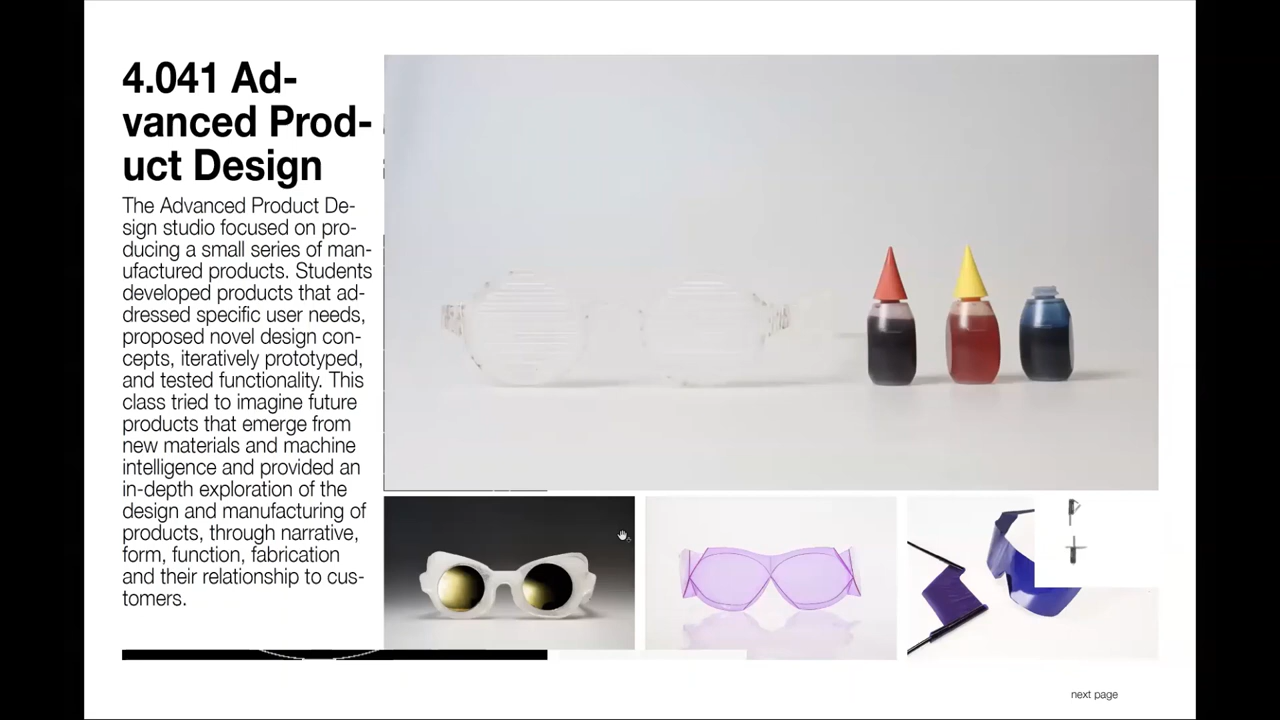 4.041 Ad-
vanced Prod-
uct Design
The Advanced Product De-
sign studio focused on pro-
ducing a small series of man-
ufactured products. Students
developed products that ad-
dressed specific user needs,
proposed novel design con-
cepts, iteratively prototyped,
and tested functionality. This
class tried to imagine future
products that emerge from
new materials and machine
intelligence and provided an
in-depth exploration of the
design and manufacturing of
products, through narrative,
form, function, fabrication
and their relationship to cus-
tomers.
next page